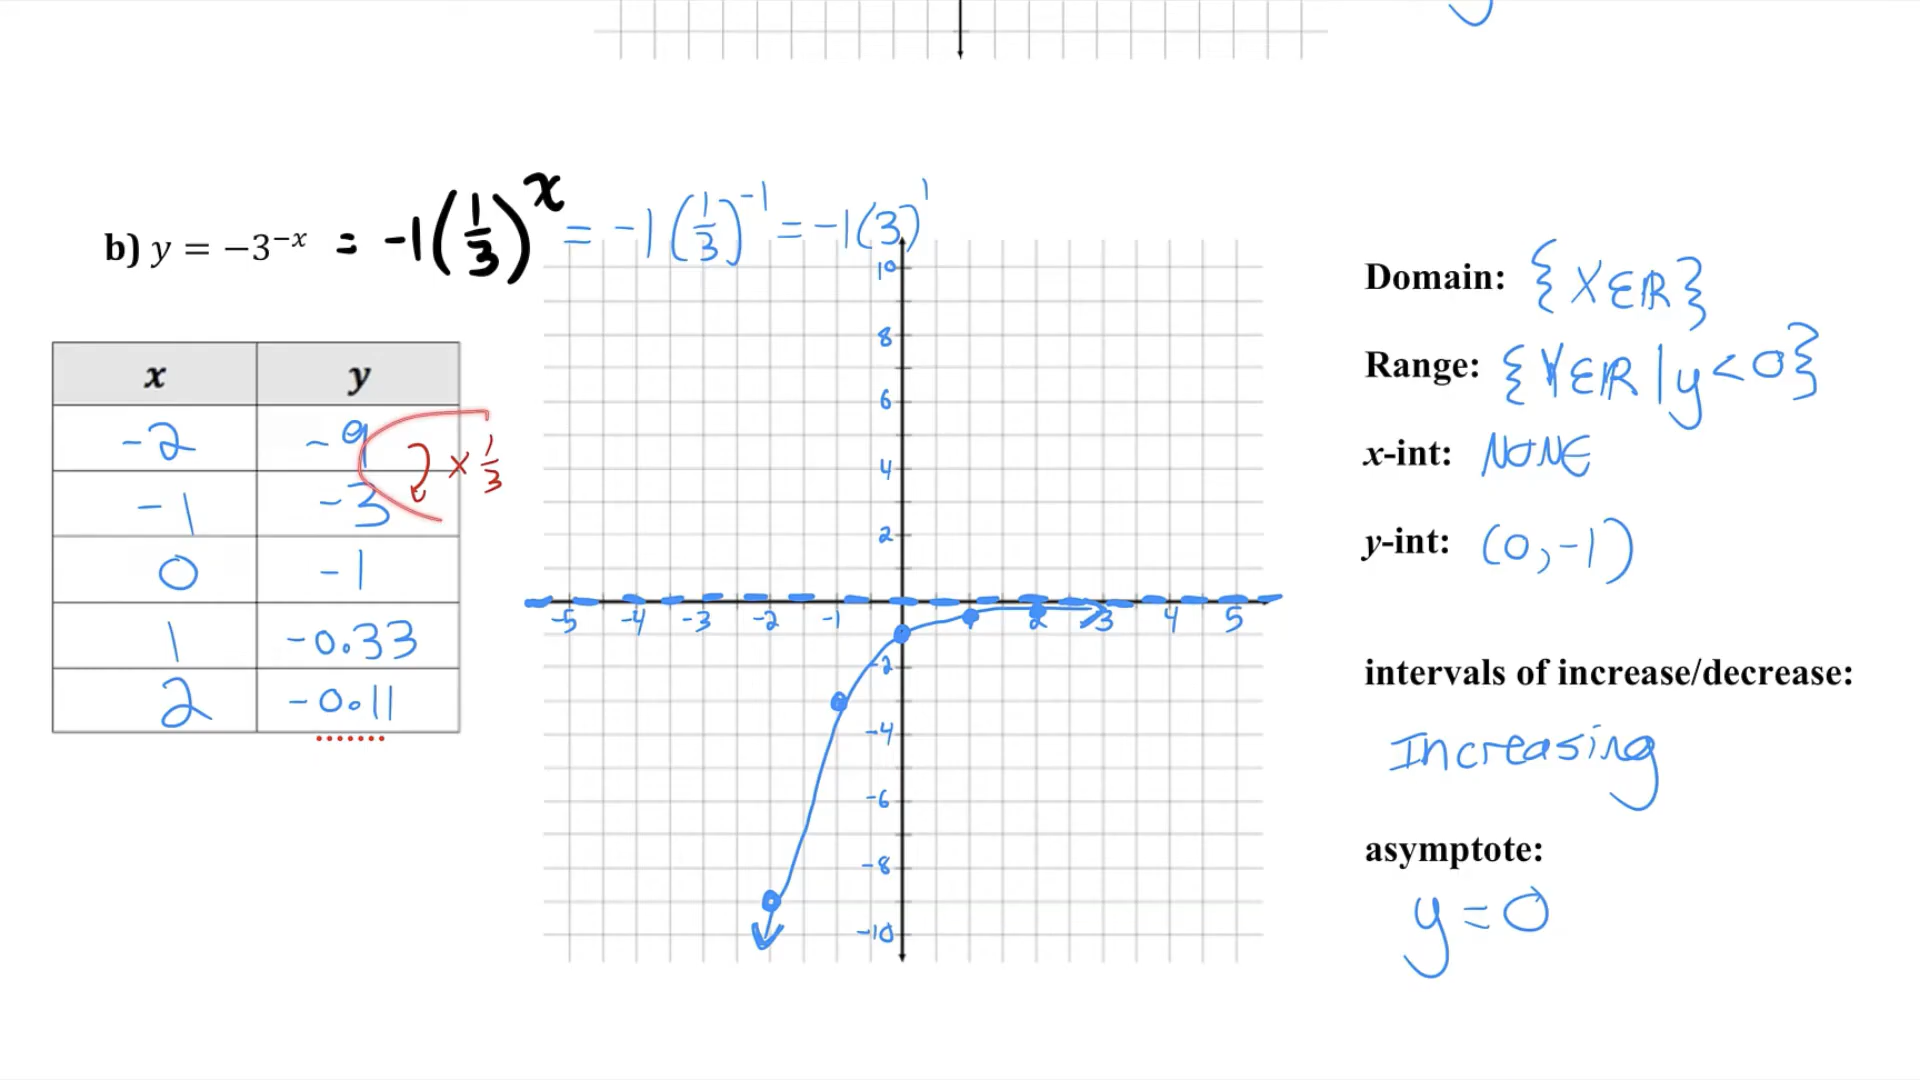 b) y = −3^{−x} = -1(1/3)^x = -1(1/3)^{-1} = -1(3)^1
x y
-2 -9
-1 -3
0 -1
1 -0.33
2 -0.11
× 1/3
10
8
6
4
2
-5 -4 -3 -2 -1 1 2 3 4 5
-2
-4
-6
-8
-10
Domain: {XEℝ}
Range: {YEℝ|y<0}
x-int: NONE
y-int: (0,-1)
intervals of increase/decrease:
Increasing
asymptote:
y=0